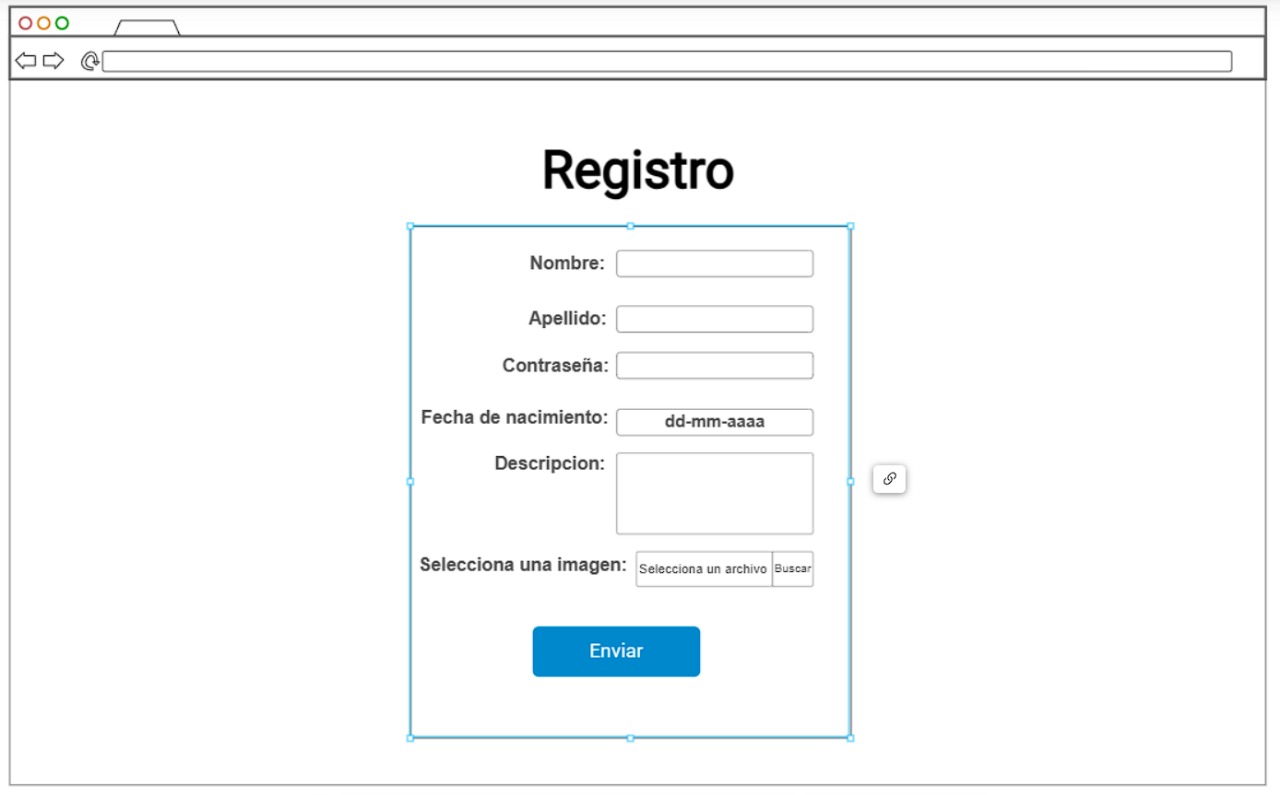 Registro
Nombre:
Apellido:
Contraseña:
Fecha de nacimiento: dd-mm-aaaa
Descripcion:
Selecciona una imagen: Selecciona un archivo Buscar
Enviar